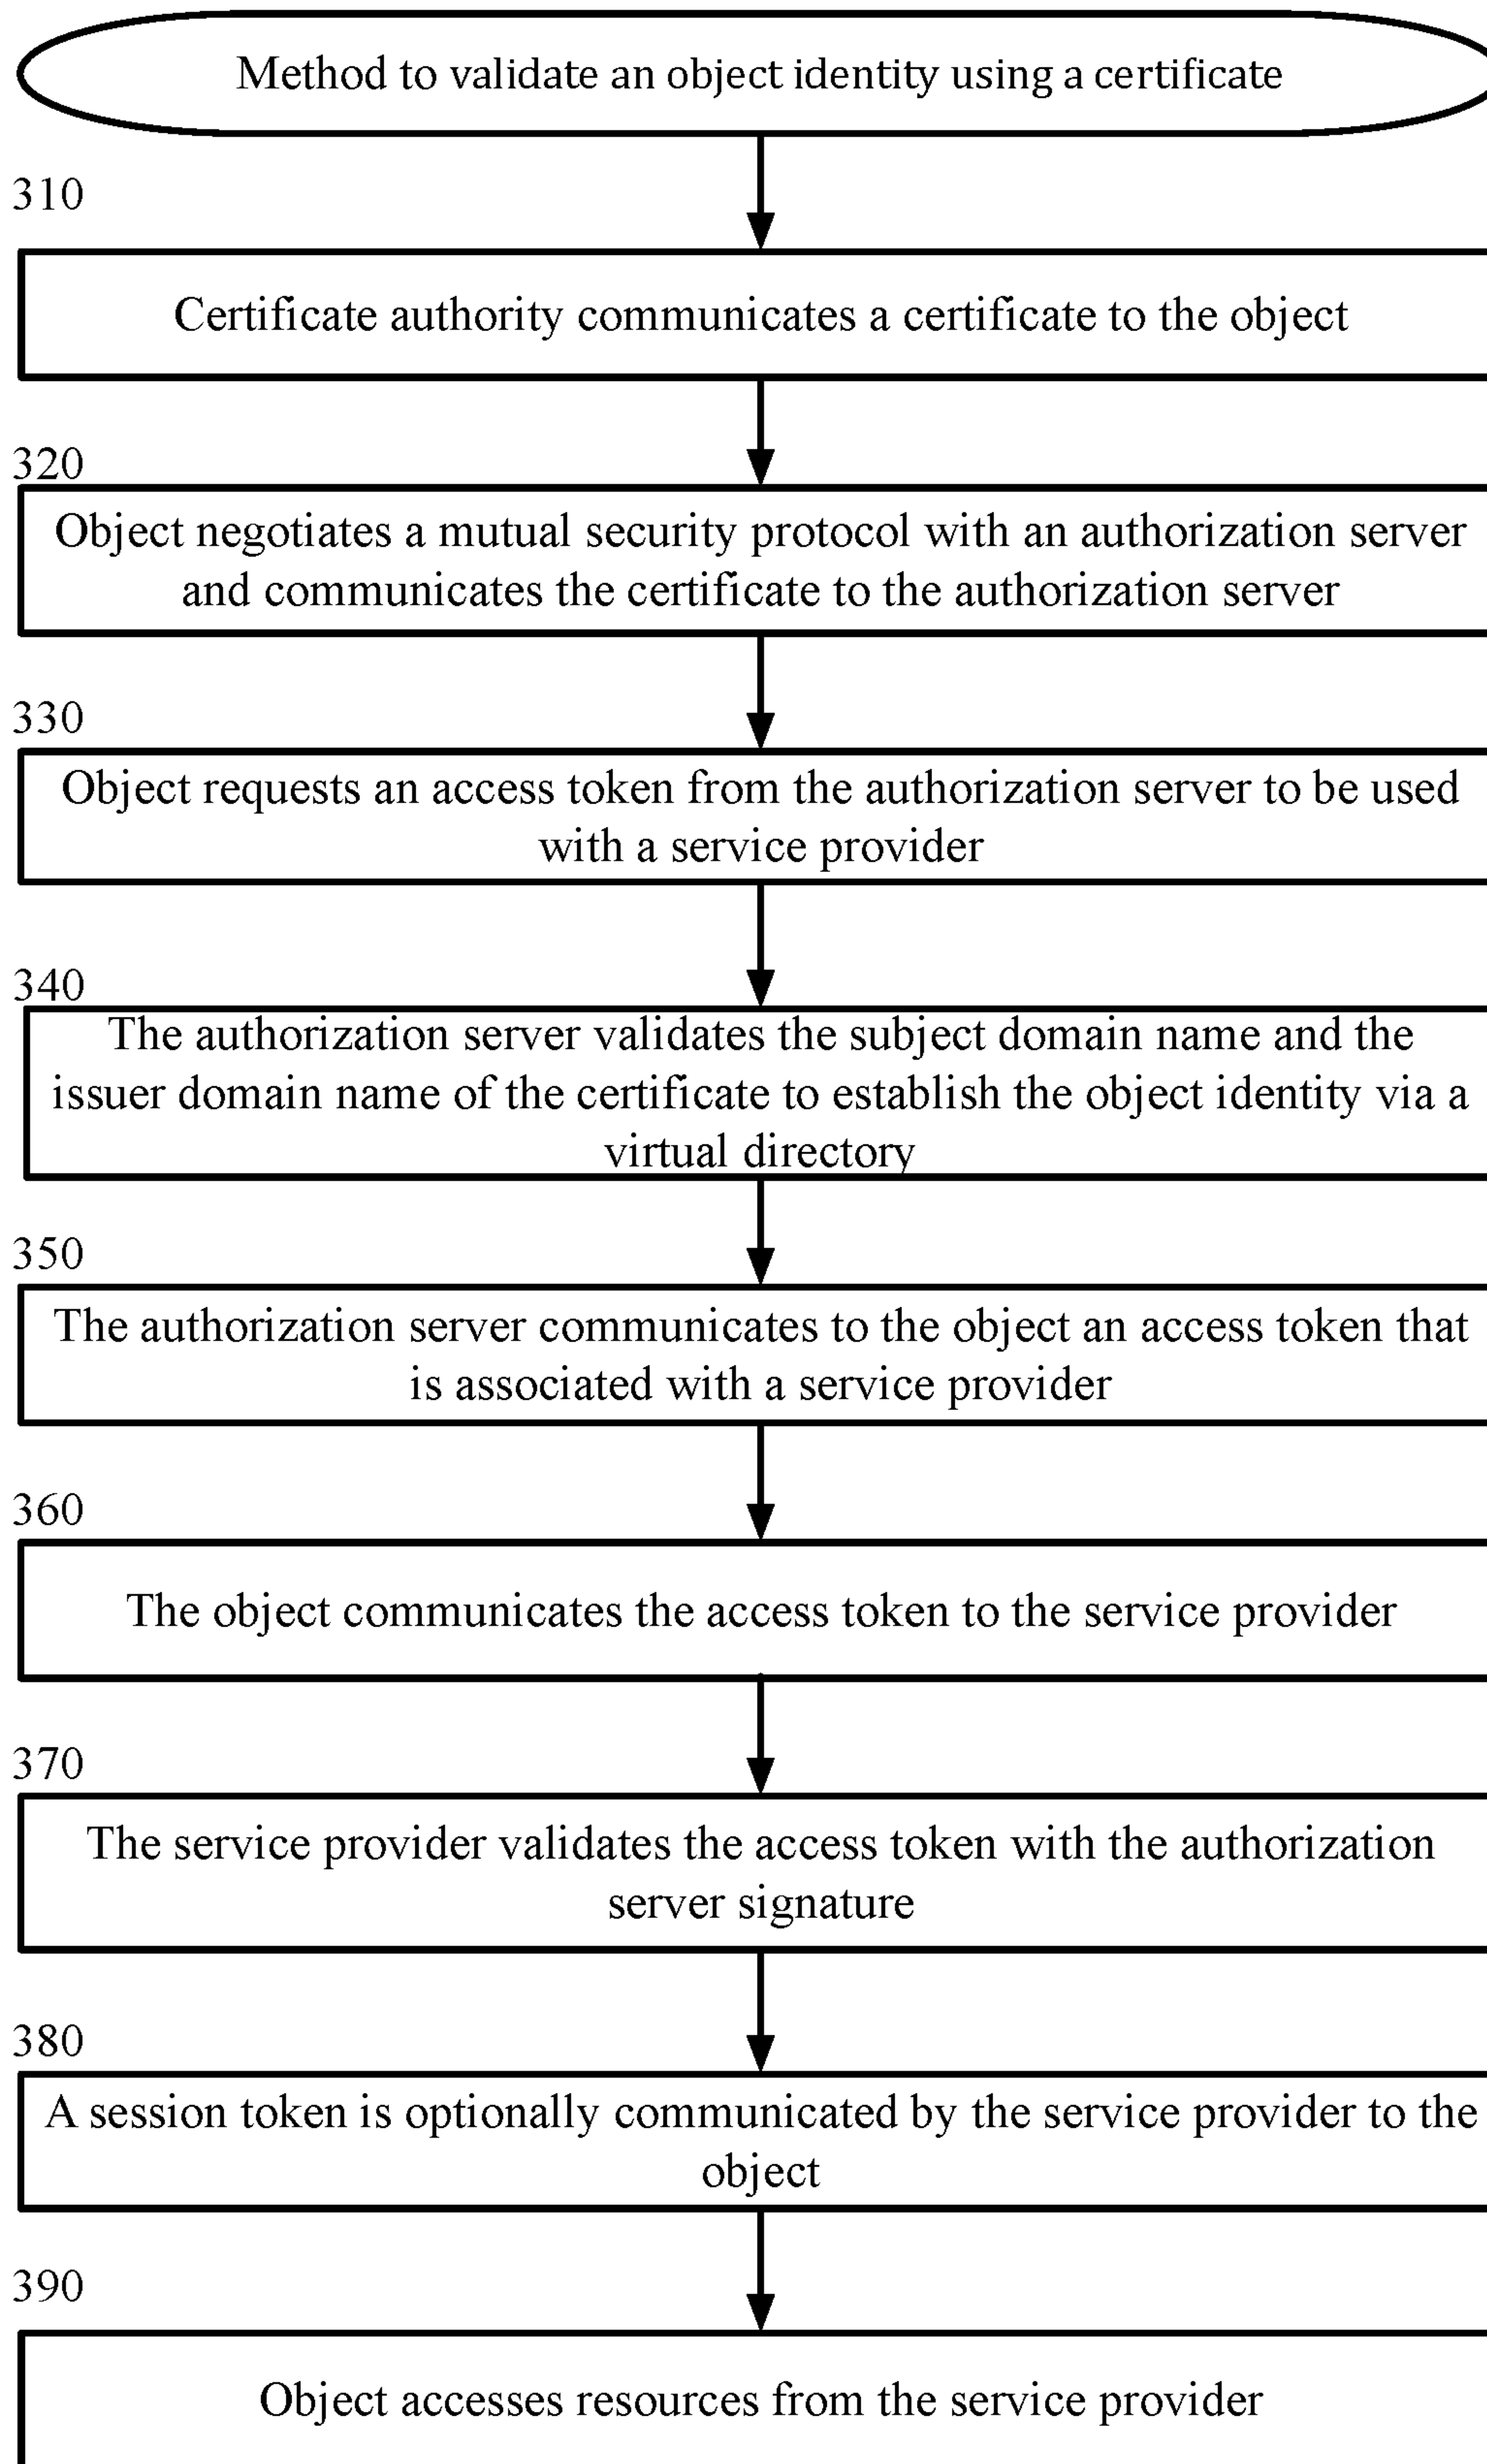 Method to validate an object identity using a certificate
310
Certificate authority communicates a certificate to the object
320
Object negotiates a mutual security protocol with an authorization server
and communicates the certificate to the authorization server
330
Object requests an access token from the authorization server to be used
with a service provider
340
The authorization server validates the subject domain name and the
issuer domain name of the certificate to establish the object identity via a
virtual directory
350
The authorization server communicates to the object an access token that
is associated with a service provider
360
The object communicates the access token to the service provider
370
The service provider validates the access token with the authorization
server signature
380
A session token is optionally communicated by the service provider to the
object
390
Object accesses resources from the service provider